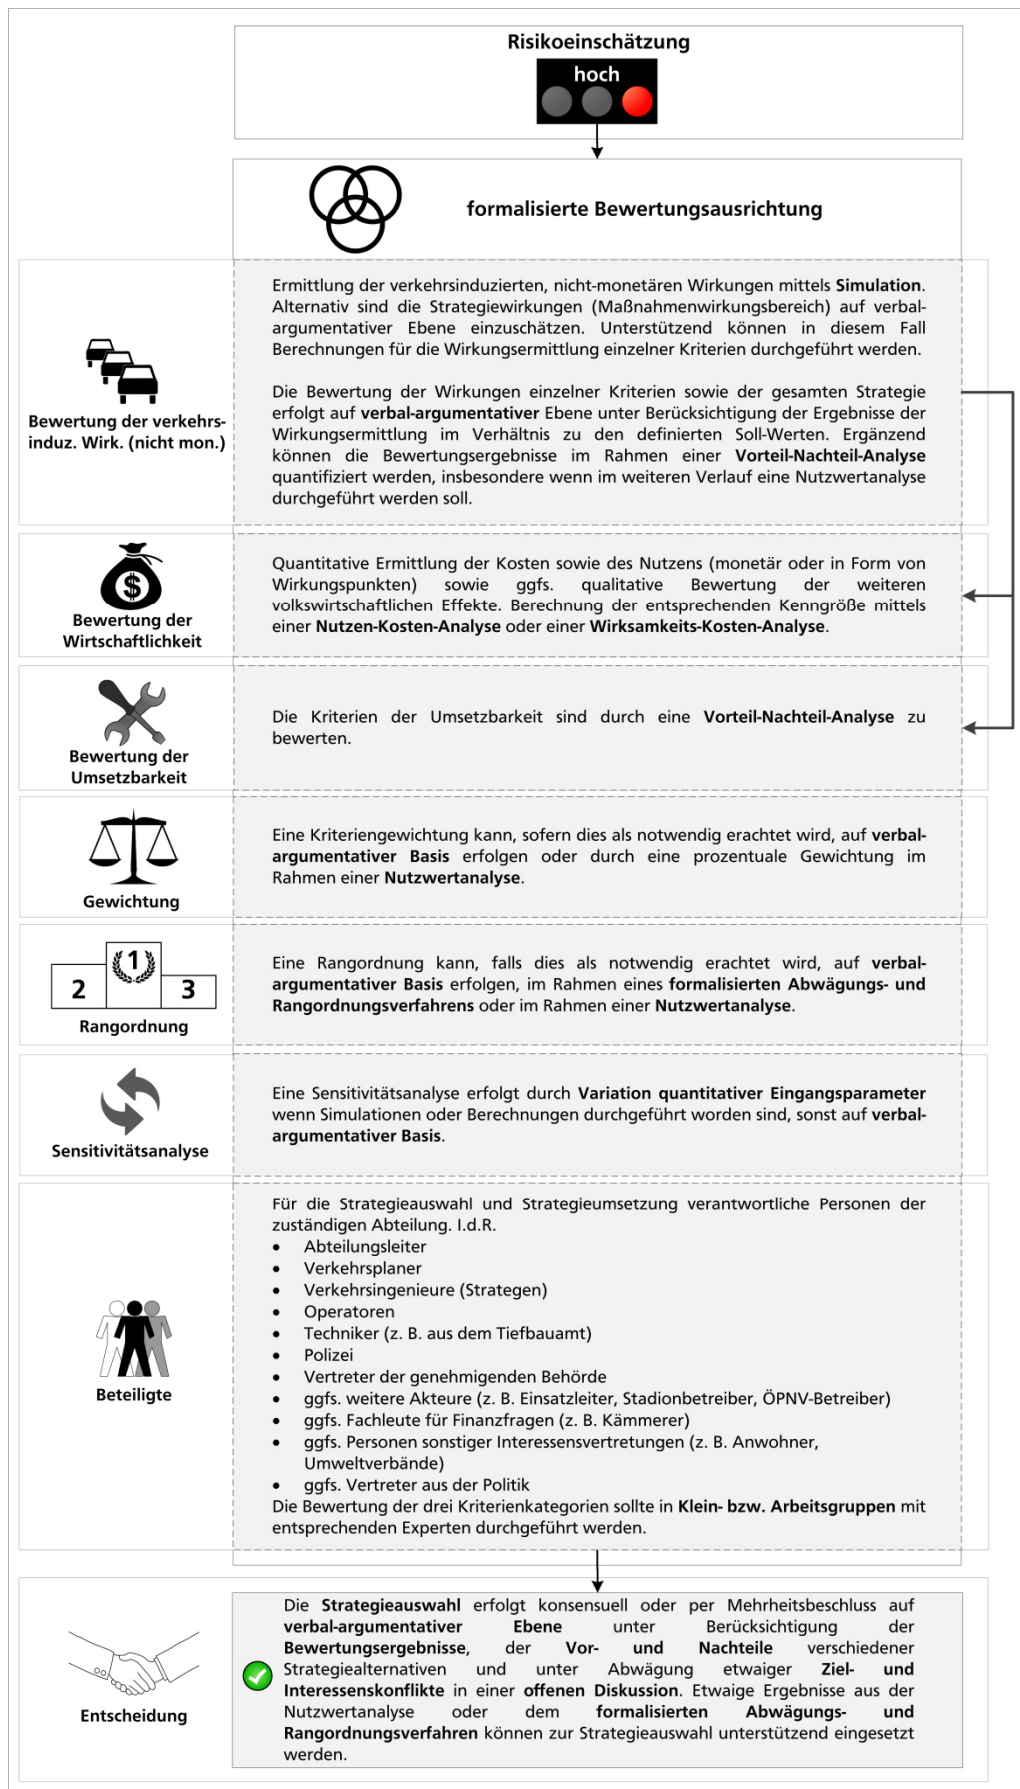 Risikoeinschätzung
hoch
formalisierte Bewertungsausrichtung
Bewertung der verkehrs-
induz. Wirk. (nicht mon.)
Ermittlung der verkehrsinduzierten, nicht-monetären Wirkungen mittels Simulation.
Alternativ sind die Strategiewirkungen (Maßnahmenwirkungsbereich) auf verbal-
argumentativer Ebene einzuschätzen. Unterstützend können in diesem Fall
Berechnungen für die Wirkungsermittlung einzelner Kriterien durchgeführt werden.
Die Bewertung der Wirkungen einzelner Kriterien sowie der gesamten Strategie
erfolgt auf verbal-argumentativer Ebene unter Berücksichtigung der Ergebnisse der
Wirkungsermittlung im Verhältnis zu den definierten Soll-Werten. Ergänzend
können die Bewertungsergebnisse im Rahmen einer Vorteil-Nachteil-Analyse
quantifiziert werden, insbesondere wenn im weiteren Verlauf eine Nutzwertanalyse
durchgeführt werden soll.
$
Bewertung der
Wirtschaftlichkeit
Quantitative Ermittlung der Kosten sowie des Nutzens (monetär oder in Form von
Wirkungspunkten) sowie ggfs. qualitative Bewertung der weiteren
volkswirtschaftlichen Effekte. Berechnung der entsprechenden Kenngröße mittels
einer Nutzen-Kosten-Analyse oder einer Wirksamkeits-Kosten-Analyse.
Bewertung der
Umsetzbarkeit
Die Kriterien der Umsetzbarkeit sind durch eine Vorteil-Nachteil-Analyse zu
bewerten.
Gewichtung
Eine Kriteriengewichtung kann, sofern dies als notwendig erachtet wird, auf verbal-
argumentativer Basis erfolgen oder durch eine prozentuale Gewichtung im
Rahmen einer Nutzwertanalyse.
1
2 3
Rangordnung
Eine Rangordnung kann, falls dies als notwendig erachtet wird, auf verbal-
argumentativer Basis erfolgen, im Rahmen eines formalisierten Abwägungs- und
Rangordnungsverfahrens oder im Rahmen einer Nutzwertanalyse.
Sensitivitätsanalyse
Eine Sensitivitätsanalyse erfolgt durch Variation quantitativer Eingangsparameter
wenn Simulationen oder Berechnungen durchgeführt worden sind, sonst auf verbal-
argumentativer Basis.
Beteiligte
Für die Strategieauswahl und Strategieumsetzung verantwortliche Personen der
zuständigen Abteilung. I.d.R.
• Abteilungsleiter
• Verkehrsplaner
• Verkehrsingenieure (Strategen)
• Operatoren
• Techniker (z. B. aus dem Tiefbauamt)
• Polizei
• Vertreter der genehmigenden Behörde
• ggfs. weitere Akteure (z. B. Einsatzleiter, Stadionbetreiber, ÖPNV-Betreiber)
• ggfs. Fachleute für Finanzfragen (z. B. Kämmerer)
• ggfs. Personen sonstiger Interessensvertretungen (z. B. Anwohner,
Umweltverbände)
• ggfs. Vertreter aus der Politik
Die Bewertung der drei Kriterienkategorien sollte in Klein- bzw. Arbeitsgruppen mit
entsprechenden Experten durchgeführt werden.
Entscheidung
Die Strategieauswahl erfolgt konsensuell oder per Mehrheitsbeschluss auf
verbal-argumentativer Ebene unter Berücksichtigung der
Bewertungsergebnisse, der Vor- und Nachteile verschiedener
Strategiealternativen und unter Abwägung etwaiger Ziel- und
Interessenskonflikte in einer offenen Diskussion. Etwaige Ergebnisse aus der
Nutzwertanalyse oder dem formalisierten Abwägungs- und
Rangordnungsverfahren können zur Strategieauswahl unterstützend eingesetzt
werden.